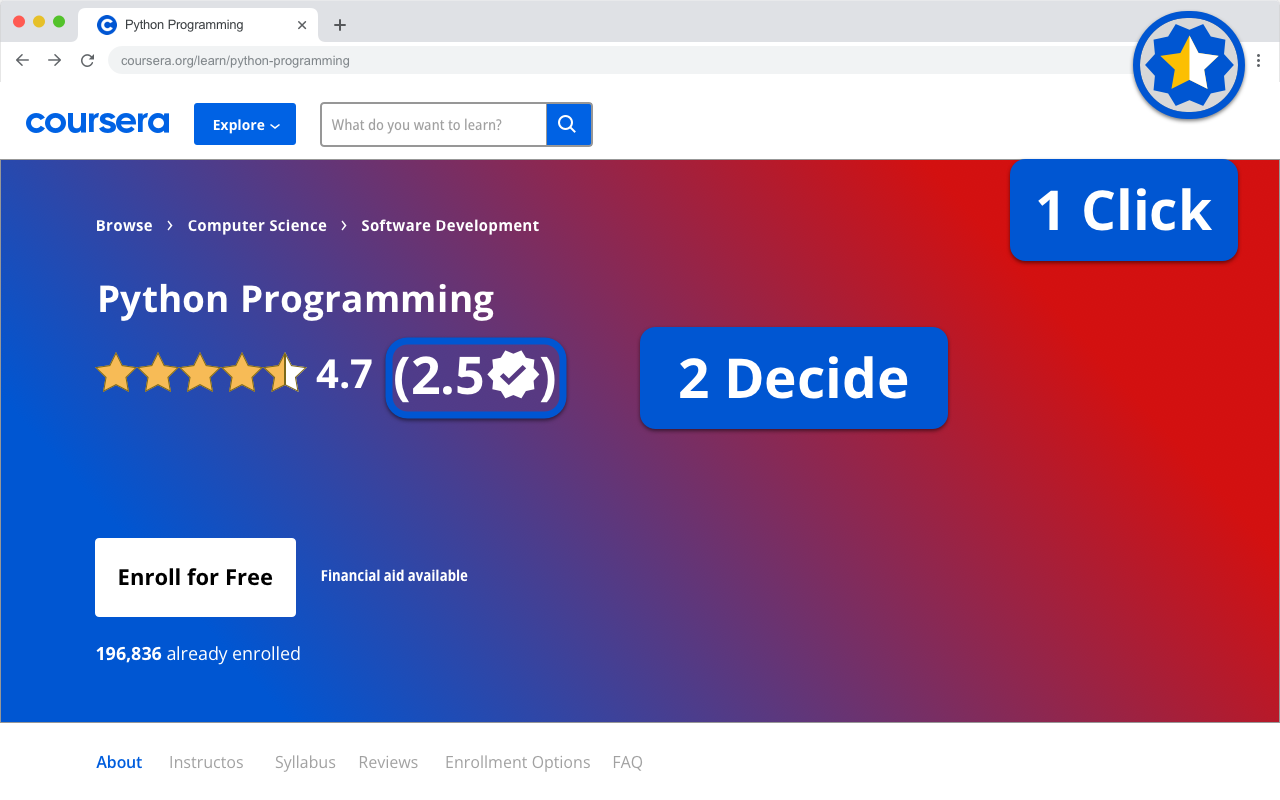 Python Programming
coursera.org/learn/python-programming
coursera
Explore
What do you want to learn?
1 Click
Browse > Computer Science > Software Development
Python Programming
4.7 (2.5)
2 Decide
Enroll for Free
Financial aid available
196,836 already enrolled
About Instructos Syllabus Reviews Enrollment Options FAQ